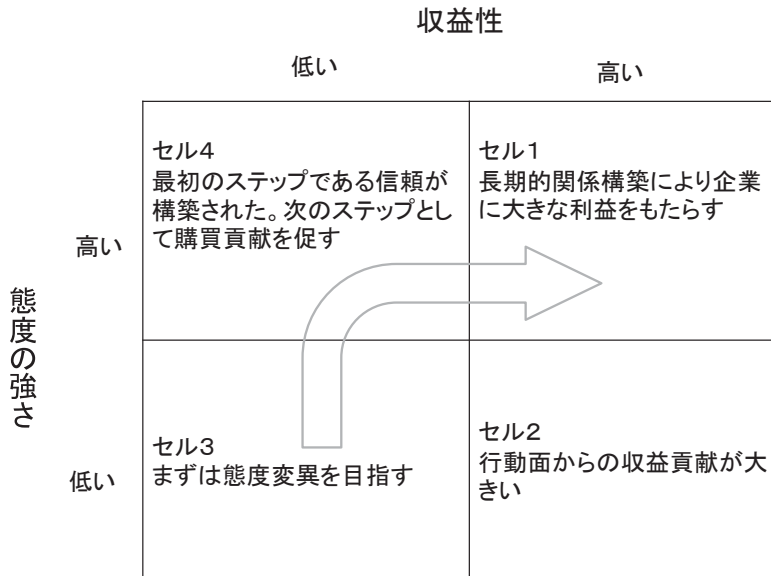 収益性
低い
高い
セル4
最初のステップである信頼が
構築された。次のステップとし
て購買貢献を促す
セル1
長期的関係構築により企業
に大きな利益をもたらす
高い
態度の強さ
セル3
まずは態度変異を目指す
セル2
行動面からの収益貢献が大
きい
低い